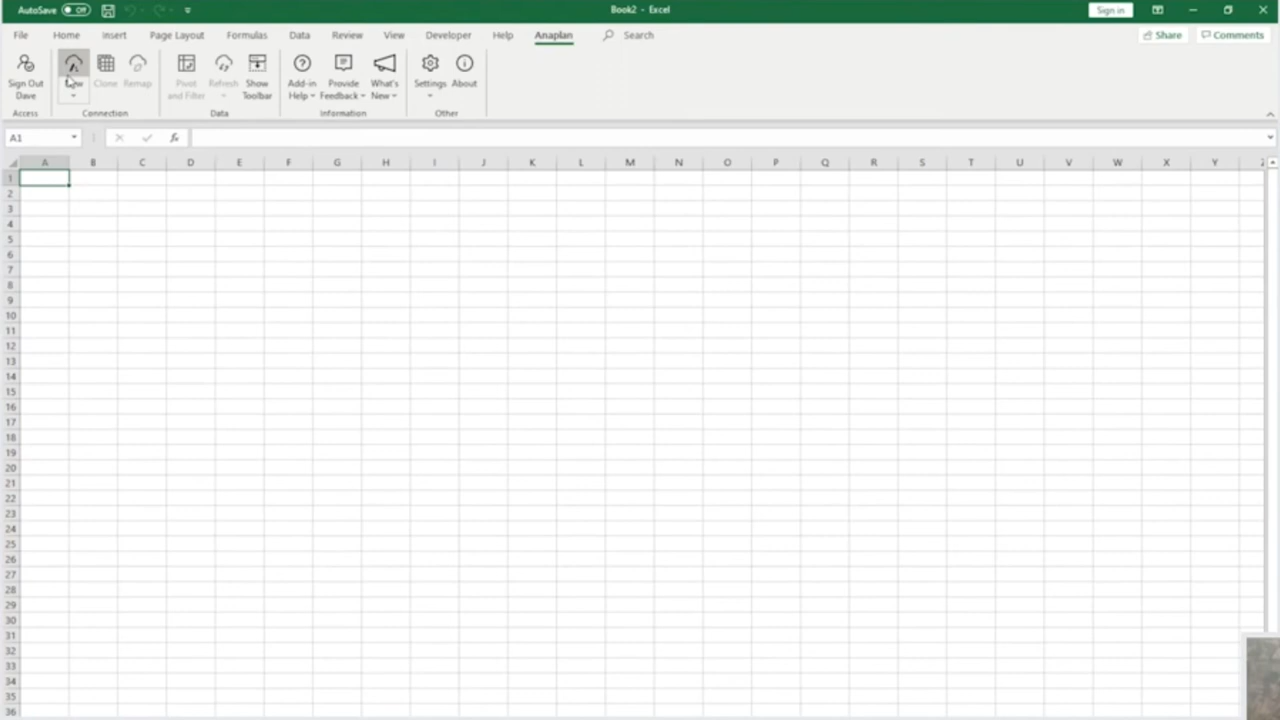 AutoSave Off Book2 - Excel Sign in
File Home Insert Page Layout Formulas Data Review View Developer Help Anaplan Search Share Comments
Sign Out Dave
New
Clone
Remap
Pivot and Filter
Refresh
Show Toolbar
Add-in Help
Provide Feedback
What's New
Settings
About
Access Connection Data Information Other
A1 fx
A B C D E F G H I J K L M N O P Q R S T U V W X Y
1
2
3
4
5
6
7
8
9
10
11
12
13
14
15
16
17
18
19
20
21
22
23
24
25
26
27
28
29
30
31
32
33
34
35
36